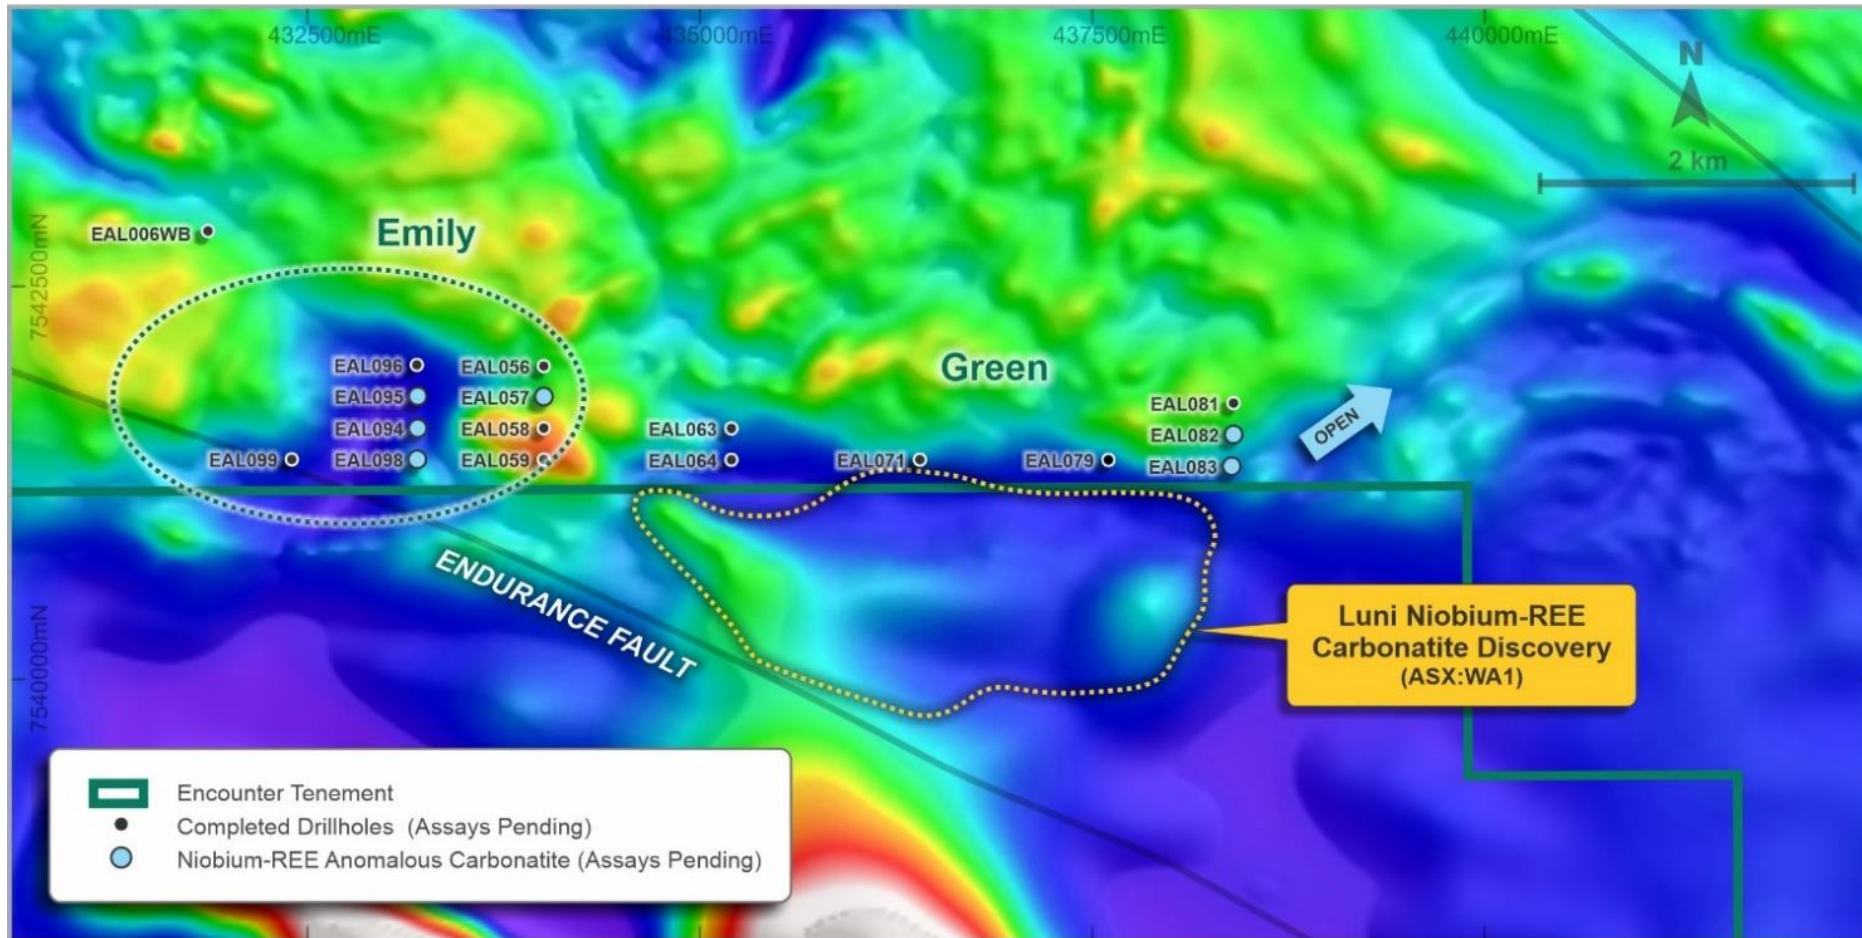 432500mE
435000mE
437500mE
440000mE
N
2 km
7542500mN
EAL006WB
Emily
Green
EAL096
EAL056
EAL095
EAL057
EAL094
EAL058
EAL099
EAL098
EAL059
EAL063
EAL064
EAL071
EAL079
EAL081
EAL082
EAL083
OPEN
ENDURANCE FAULT
7540000mN
Luni Niobium-REE
Carbonatite Discovery
(ASX:WA1)
Encounter Tenement
Completed Drillholes (Assays Pending)
Niobium-REE Anomalous Carbonatite (Assays Pending)